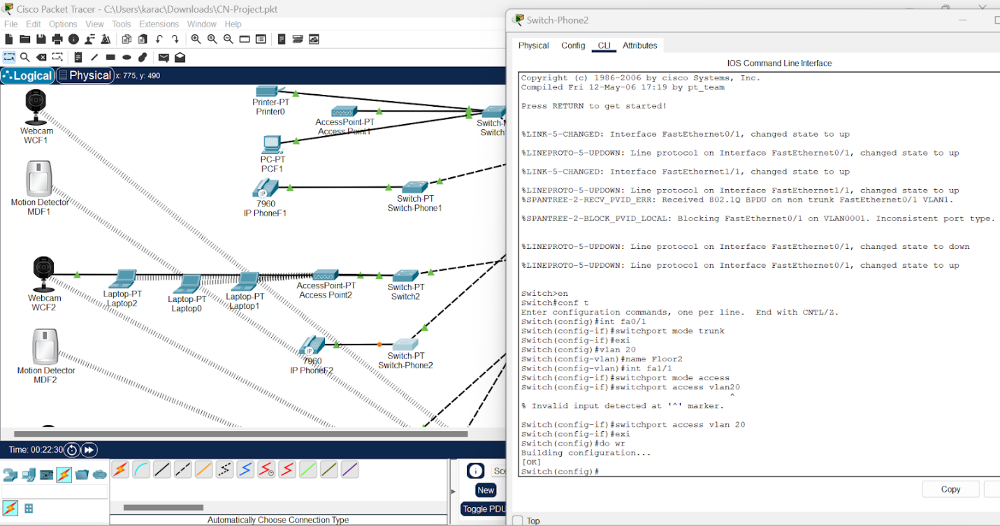 Cisco Packet Tracer - C:\Users\karac\Downloads\CN-Project.pkt
File Edit Options View Tools Extensions Window Help
Logical Physical x: 775, y: 490
Webcam
WCF1
Motion Detector
MDF1
Printer-PT
Printer0
AccessPoint-PT
Access Point1
Switch
PC-PT
PCF1
IP
7960
IP PhoneF1
Switch-PT
Switch-Phone1
Webcam
WCF2
Laptop-PT
Laptop2
Laptop-PT
Laptop0
Laptop-PT
Laptop1
AccessPoint-PT
Access Point2
Switch-PT
Switch2
Motion Detector
MDF2
IP
7960
IP PhoneF2
Switch-PT
Switch-Phone2
Time: 00:22:30
New
Toggle PDU
Automatically Choose Connection Type
Switch-Phone2
Physical Config CLI Attributes
IOS Command Line Interface
Copyright (c) 1986-2006 by cisco Systems, Inc.
Compiled Fri 12-May-06 17:19 by pt_team
Press RETURN to get started!
%LINK-5-CHANGED: Interface FastEthernet0/1, changed state to up
%LINEPROTO-5-UPDOWN: Line protocol on Interface FastEthernet0/1, changed state to up
%LINK-5-CHANGED: Interface FastEthernet1/1, changed state to up
%LINEPROTO-5-UPDOWN: Line protocol on Interface FastEthernet1/1, changed state to up
%SPANTREE-2-RECV_PVID_ERR: Received 802.1Q BPDU on non trunk FastEthernet0/1 VLAN1.
%SPANTREE-2-BLOCK_PVID_LOCAL: Blocking FastEthernet0/1 on VLAN0001. Inconsistent port type.
%LINEPROTO-5-UPDOWN: Line protocol on Interface FastEthernet0/1, changed state to down
%LINEPROTO-5-UPDOWN: Line protocol on Interface FastEthernet0/1, changed state to up
Switch>en
Switch#conf t
Enter configuration commands, one per line. End with CNTL/Z.
Switch(config)#int fa0/1
Switch(config-if)#switchport mode trunk
Switch(config-if)#exi
Switch(config)#vlan 20
Switch(config-vlan)#name Floor2
Switch(config-vlan)#int fa1/1
Switch(config-if)#switchport mode access
Switch(config-if)#switchport access vlan20
^
% Invalid input detected at '^' marker.
Switch(config-if)#switchport access vlan 20
Switch(config-if)#exi
Switch(config)#do wr
Building configuration...
[OK]
Switch(config)#
Copy
Top